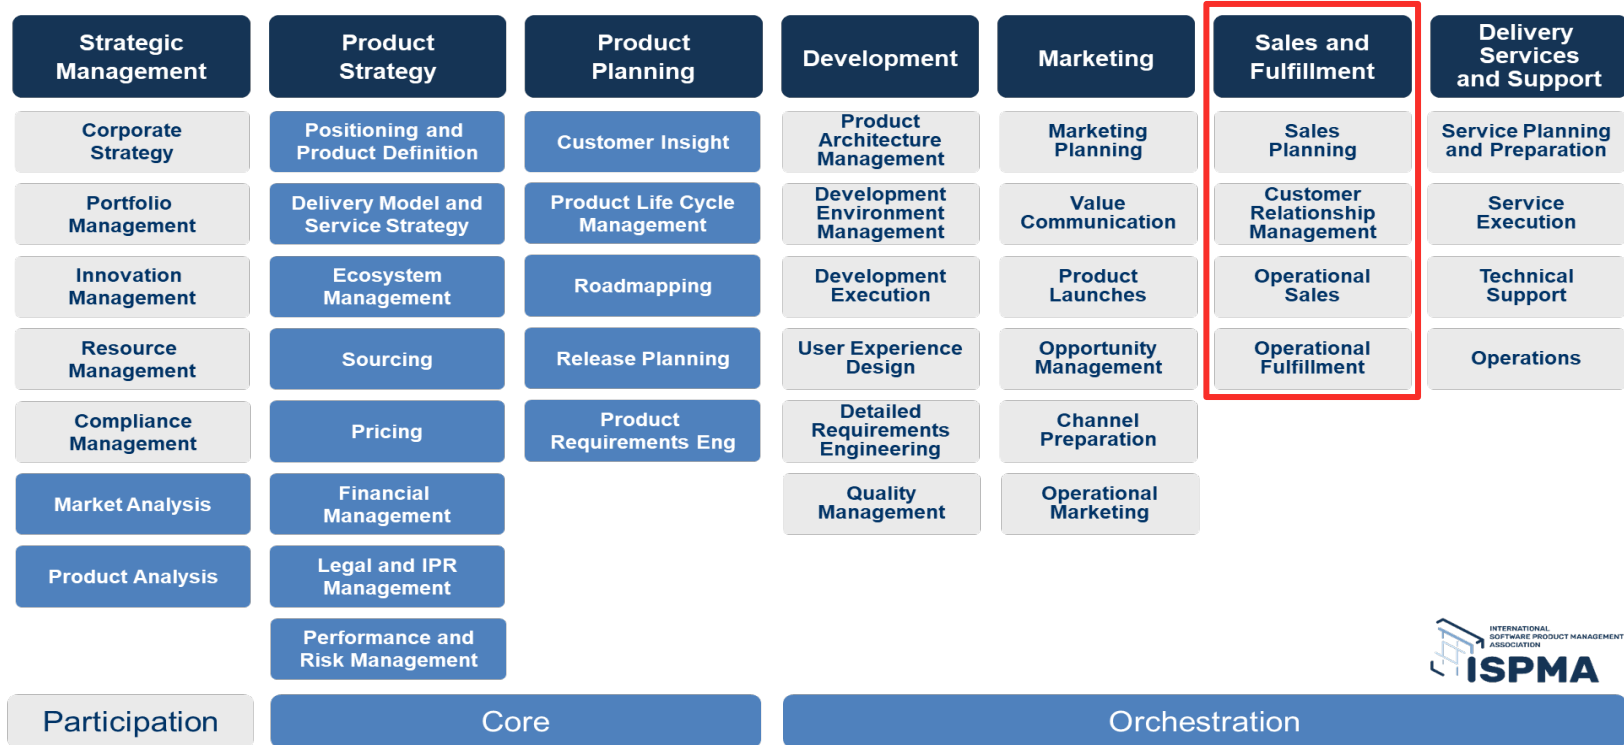 Strategic
Management
Product
Strategy
Product
Planning
Development
Marketing
Sales and
Fulfillment
Delivery
Services
and Support
Corporate
Strategy
Portfolio
Management
Innovation
Management
Resource
Management
Compliance
Management
Market Analysis
Product Analysis
Positioning and
Product Definition
Delivery Model and
Service Strategy
Ecosystem
Management
Sourcing
Pricing
Financial
Management
Legal and IPR
Management
Performance and
Risk Management
Customer Insight
Product Life Cycle
Management
Roadmapping
Release Planning
Product
Requirements Eng
Product
Architecture
Management
Development
Environment
Management
Development
Execution
User Experience
Design
Detailed
Requirements
Engineering
Quality
Management
Marketing
Planning
Value
Communication
Product
Launches
Opportunity
Management
Channel
Preparation
Operational
Marketing
Sales
Planning
Customer
Relationship
Management
Operational
Sales
Operational
Fulfillment
Service Planning
and Preparation
Service
Execution
Technical
Support
Operations
INTERNATIONAL
SOFTWARE PRODUCT MANAGEMENT
ASSOCIATION
ISPMA
Participation
Core
Orchestration